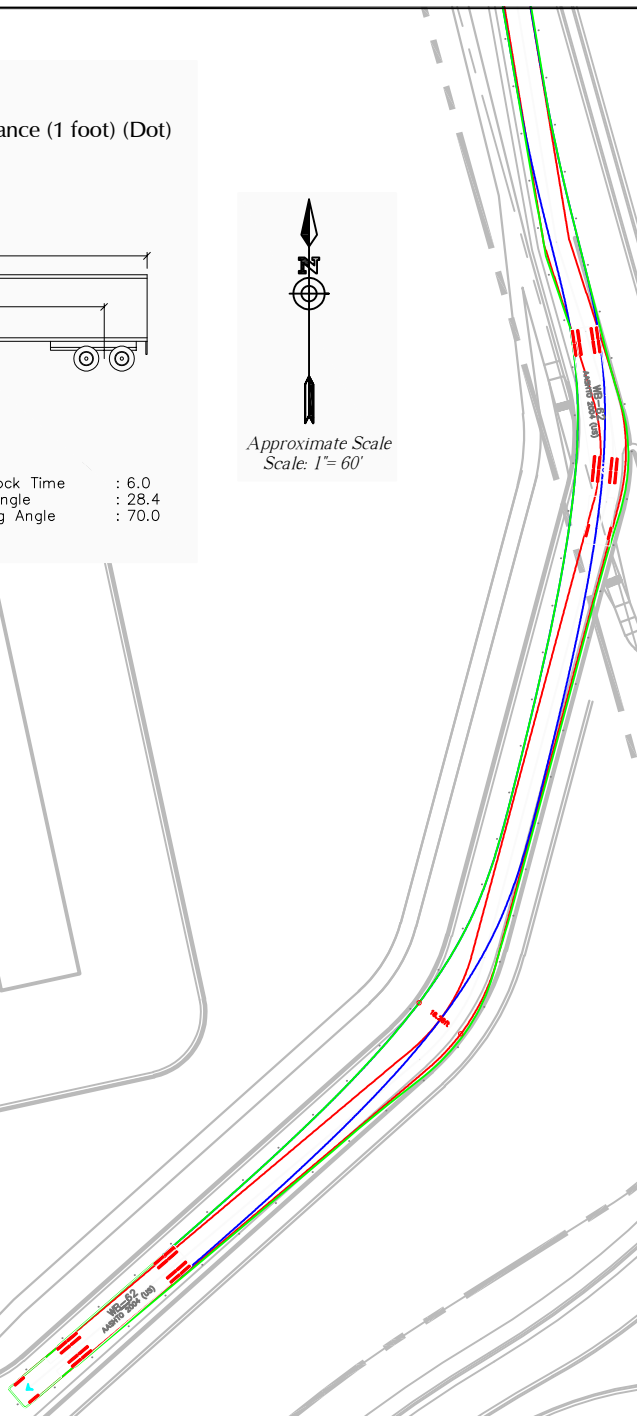 ance (1 foot) (Dot)
N
Approximate Scale
Scale: 1"= 60'
ock Time : 6.0
ngle : 28.4
g Angle : 70.0
WB-62
AASHTO 2004 (US)
WB-62
AASHTO 2004 (US)